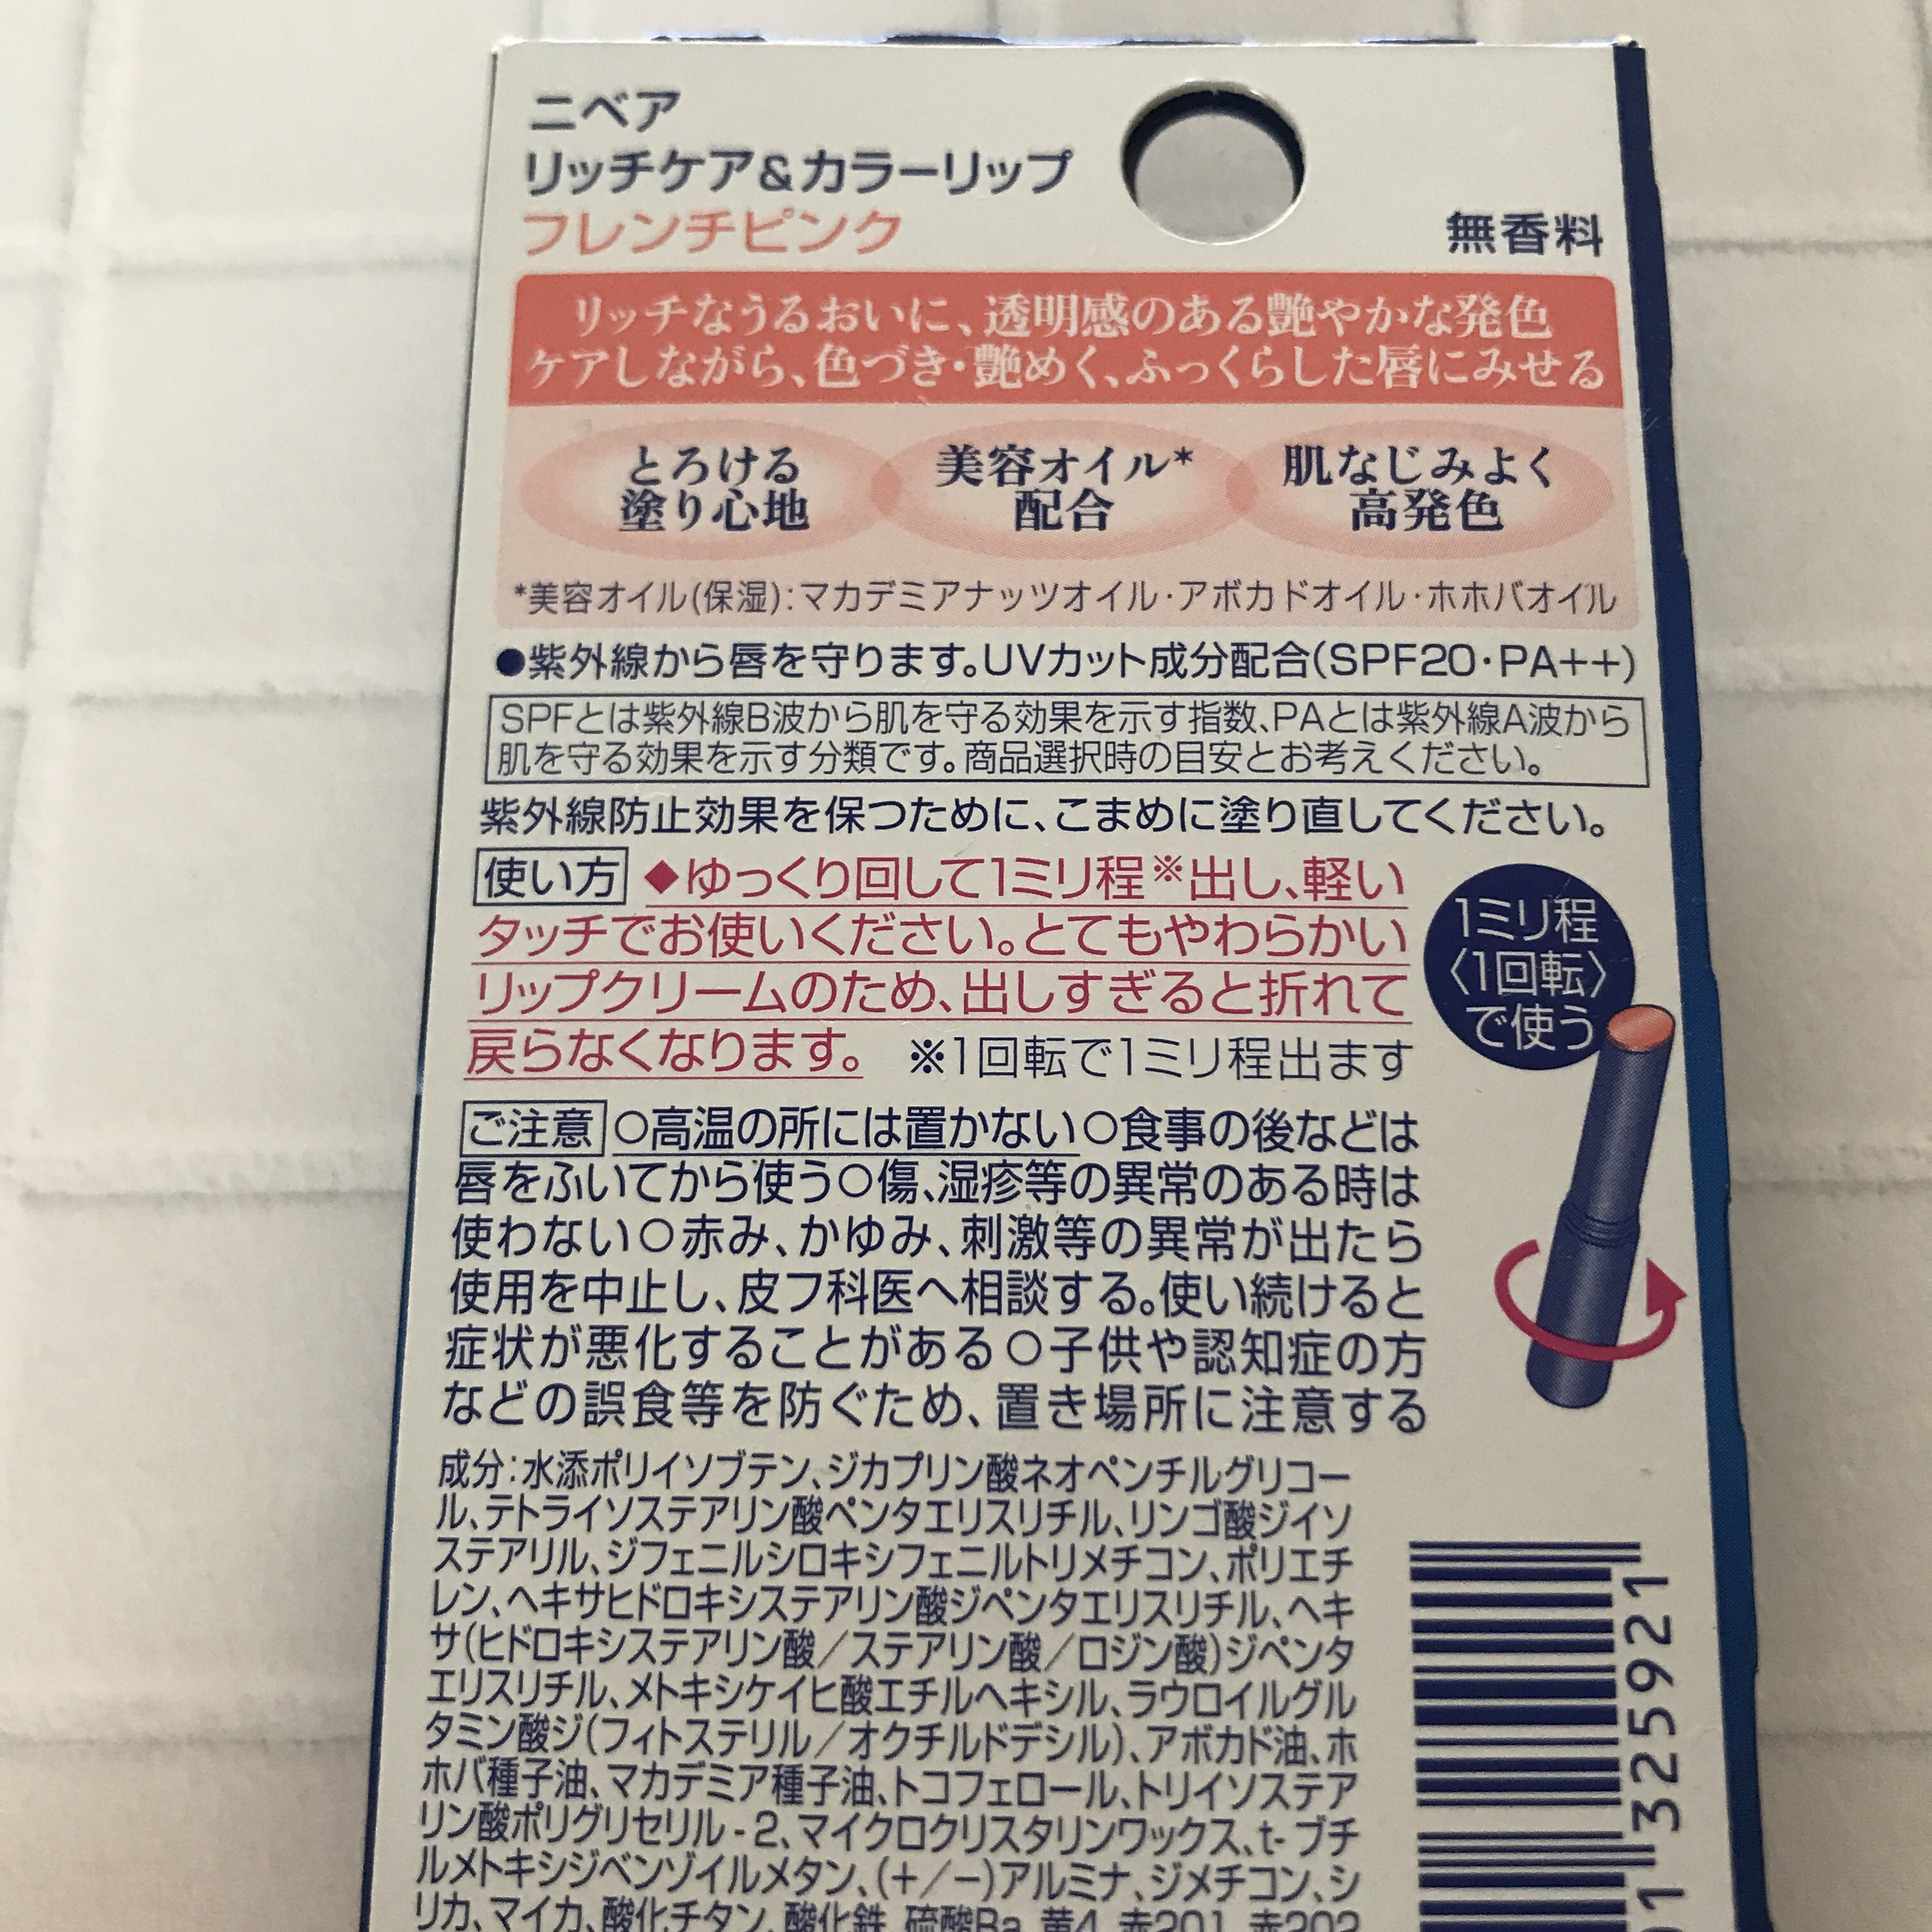 ニベア
リッチケア&カラーリップ
フレンチピンク
無香料
リッチなうるおいに、透明感のある艶やかな発色
ケアしながら、色づき・艶めく、ふっくらした唇にみせる
とろける
塗り心地
美容オイル*
配合
肌なじみよく
高発色
*美容オイル(保湿):マカデミアナッツオイル・アボカドオイル・ホホバオイル
●紫外線から唇を守ります。UVカット成分配合(SPF20・PA++)
SPFとは紫外線B波から肌を守る効果を示す指数、PAとは紫外線A波から
肌を守る効果を示す分類です。商品選択時の目安とお考えください。
紫外線防止効果を保つために、こまめに塗り直してください。
使い方 ◆ゆっくり回して1ミリ程※出し、軽い
タッチでお使いください。とてもやわらかい
リップクリームのため、出しすぎると折れて
戻らなくなります。 ※1回転で1ミリ程出ます
1ミリ程
〈1回転〉
で使う
ご注意 ○高温の所には置かない○食事の後などは
唇をふいてから使う○傷、湿疹等の異常のある時は
使わない○赤み、かゆみ、刺激等の異常が出たら
使用を中止し、皮フ科医へ相談する。使い続けると
症状が悪化することがある○子供や認知症の方
などの誤食等を防ぐため、置き場所に注意する
成分:水添ポリイソブテン、ジカプリン酸ネオペンチルグリコー
ル、テトライソステアリン酸ペンタエリスリチル、リンゴ酸ジイソ
ステアリル、ジフェニルシロキシフェニルトリメチコン、ポリエチ
レン、ヘキサヒドロキシステアリン酸ジペンタエリスリチル、ヘキ
サ(ヒドロキシステアリン酸/ステアリン酸/ロジン酸)ジペンタ
エリスリチル、メトキシケイヒ酸エチルヘキシル、ラウロイルグル
タミン酸ジ(フィトステリル/オクチルドデシル)、アボカド油、ホ
ホバ種子油、マカデミア種子油、トコフェロール、トリイソステア
リン酸ポリグリセリル-2、マイクロクリスタリンワックス、t-ブチ
ルメトキシジベンゾイルメタン、(+/−)アルミナ、ジメチコン、シ
リカ、マイカ、酸化チタン、酸化鉄、硫酸Ba、黄4、赤201、赤202
01 325921